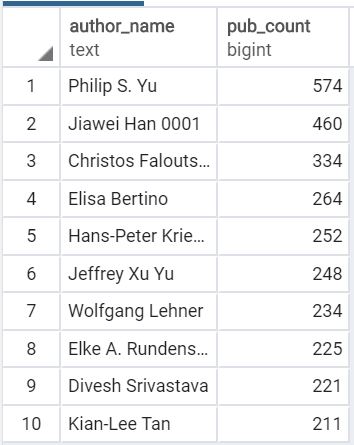 author_name pub_count
text bigint
1 Philip S. Yu 574
2 Jiawei Han 0001 460
3 Christos Falouts... 334
4 Elisa Bertino 264
5 Hans-Peter Krie... 252
6 Jeffrey Xu Yu 248
7 Wolfgang Lehner 234
8 Elke A. Rundens... 225
9 Divesh Srivastava 221
10 Kian-Lee Tan 211